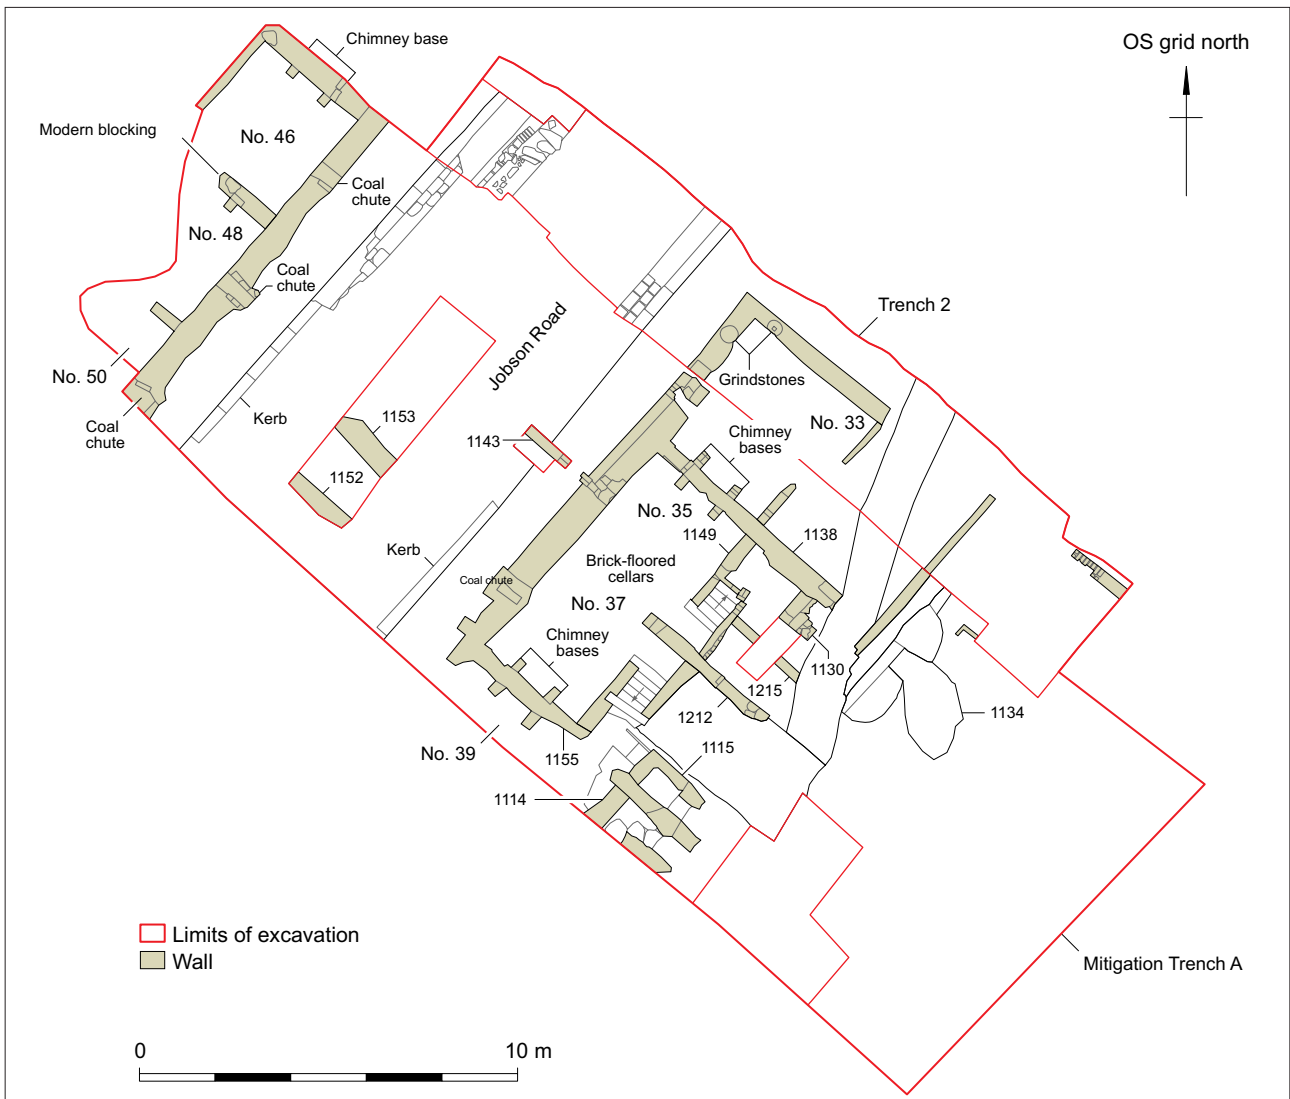 Chimney base
OS grid north
Modern blocking
No. 46
Coal
chute
No. 48
Coal
chute
Trench 2
Jobson Road
No. 50
Grindstones
Kerb
1153
No. 33
Coal
chute
1143
Chimney
bases
1152
No. 35
1149
1138
Kerb
Brick-floored
cellars
Coal chute
No. 37
Chimney
bases
1130
1215
1134
1212
No. 39
1155
1115
1114
Limits of excavation
Wall
Mitigation Trench A
0
10 m